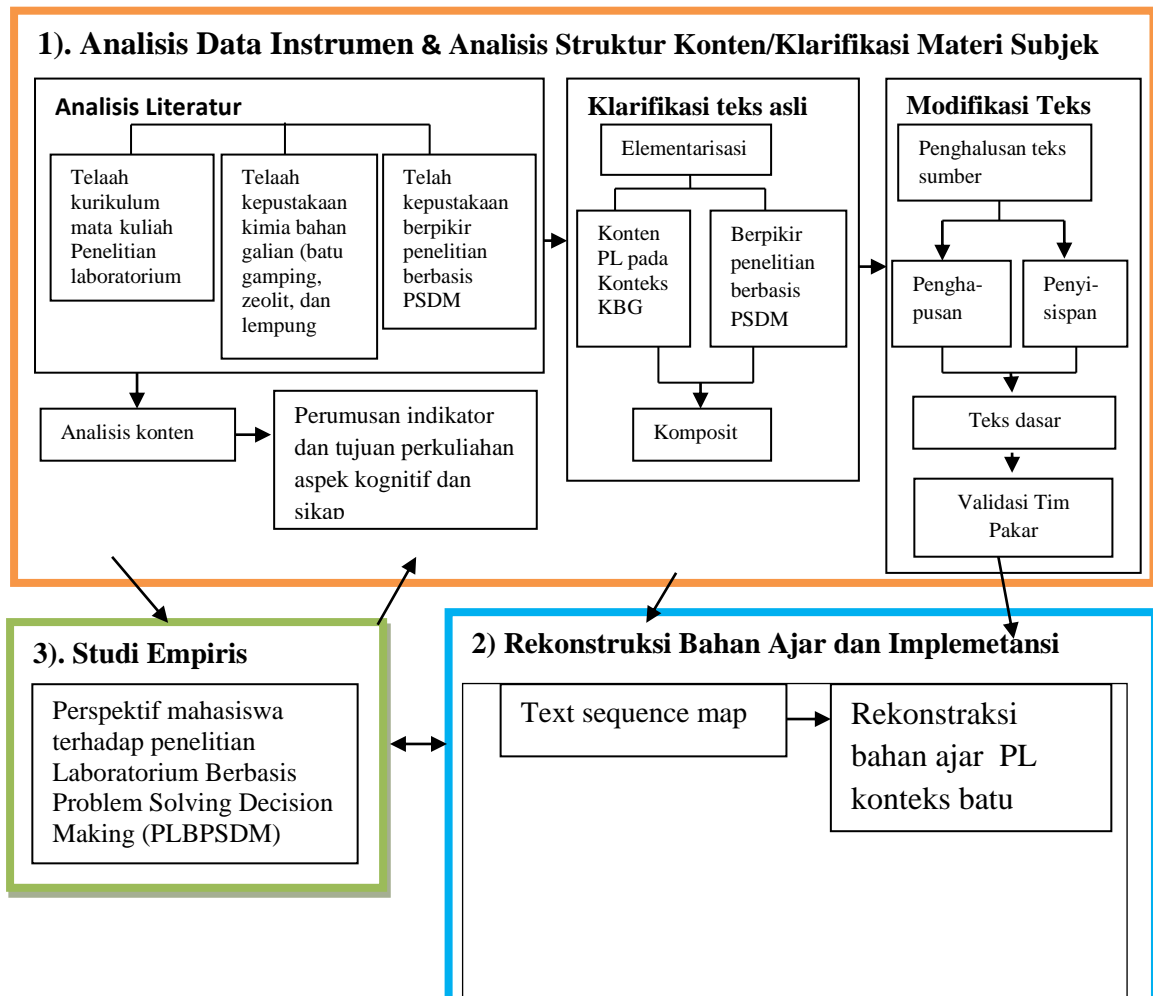 1). Analisis Data Instrumen & Analisis Struktur Konten/Klarifikasi Materi Subjek
Analisis Literatur
Telaah
kurikulum
mata kuliah
Penelitian
laboratorium
Telaah
kepustakaan
kimia bahan
galian (batu
gamping,
zeolit, dan
lempung
Telah
kepustakaan
berpikir
penelitian
berbasis
PSDM
Analisis konten
Perumusan indikator
dan tujuan perkuliahan
aspek kognitif dan
sikap
Klarifikasi teks asli
Elementarisasi
Konten
PL pada
Konteks
KBG
Berpikir
penelitian
berbasis
PSDM
Komposit
Modifikasi Teks
Penghalusan teks
sumber
Pengha-
pusan
Penyi-
sispan
Teks dasar
Validasi Tim
Pakar
3). Studi Empiris
Perspektif mahasiswa
terhadap penelitian
Laboratorium Berbasis
Problem Solving Decision
Making (PLBPSDM)
2) Rekonstruksi Bahan Ajar dan Implemetansi
Text sequence map
Rekonstraksi
bahan ajar PL
konteks batu